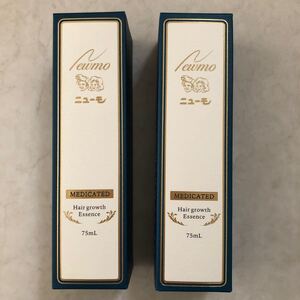 Newmo
ニューモ
MEDICATED
Hair growth
Essence
75mL
Newmo
ニューモ
MEDICATED
Hair growth
Essence
75mL